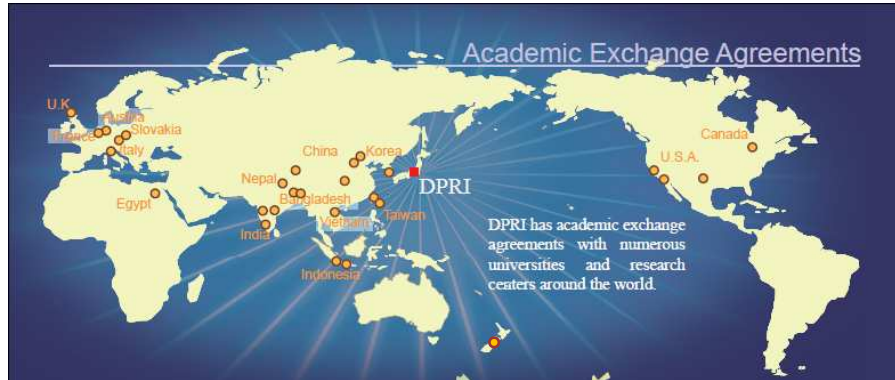 Academic Exchange Agreements
U.K
Austria
France
Slovakia
Italy
China
Korea
Canada
U.S.A.
Nepal
DPRI
Egypt
Bangladesh
Taiwan
Vietnam
India
Indonesia
DPRI has academic exchange
agreements with numerous
universities and research
centers around the world.